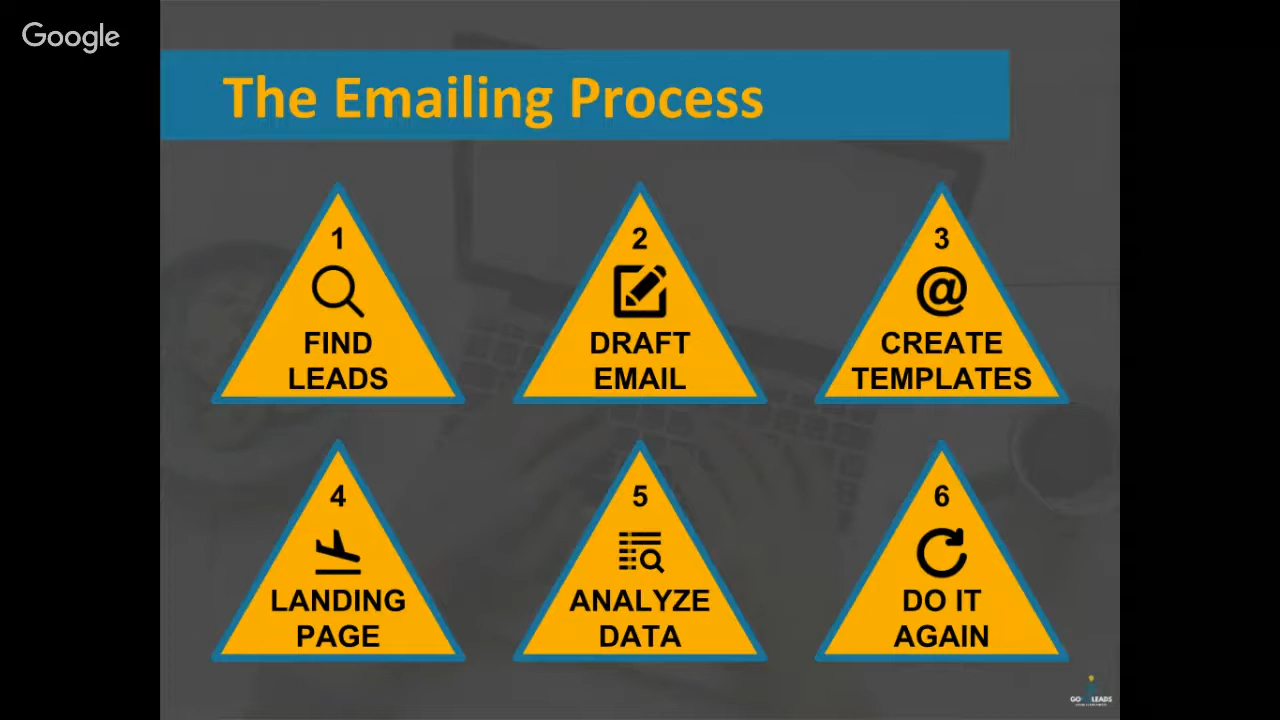 Google
The Emailing Process
1
FIND
LEADS
2
DRAFT
EMAIL
3
@
CREATE
TEMPLATES
4
LANDING
PAGE
5
ANALYZE
DATA
6
DO IT
AGAIN